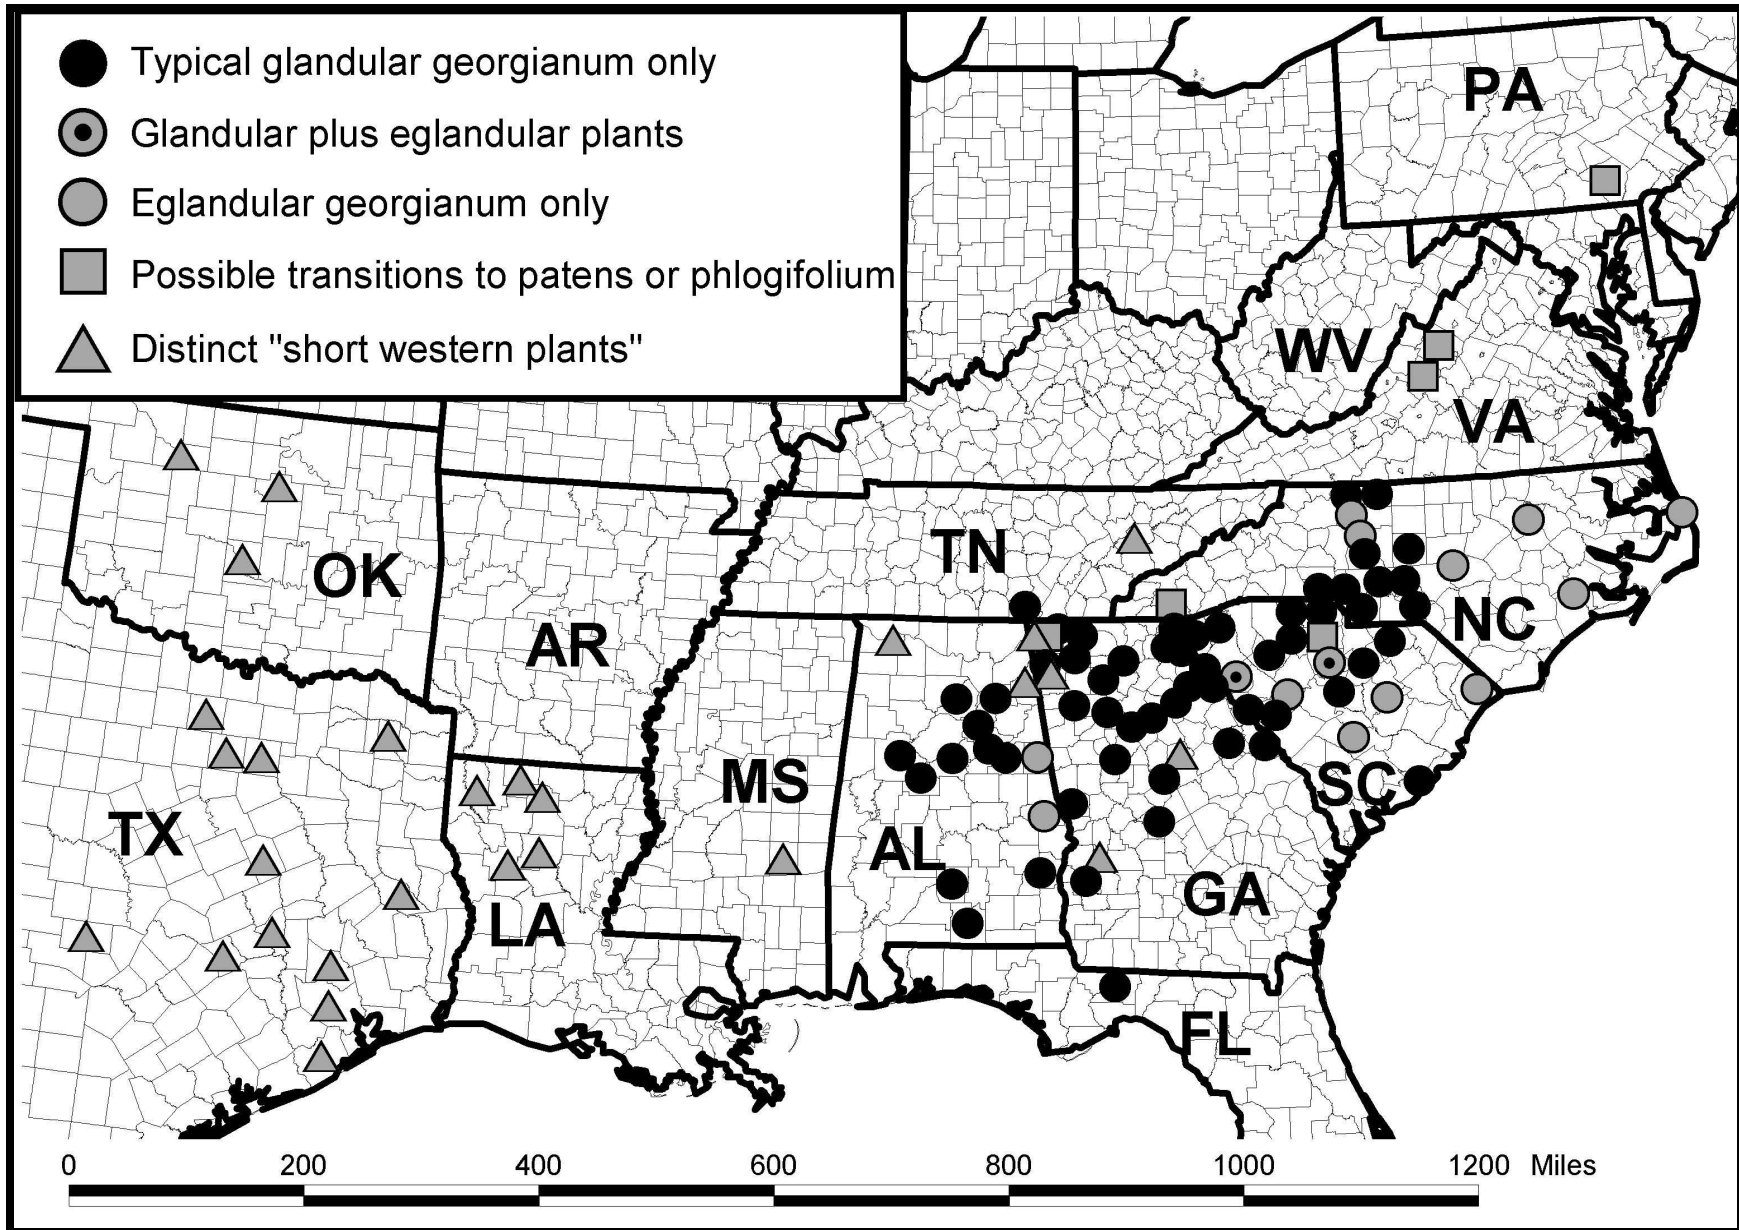 Typical glandular georgianum only
Glandular plus eglandular plants
Eglandular georgianum only
Possible transitions to patens or phlogifolium
Distinct "short western plants"
PA
WV
VA
OK
AR
TN
NC
TX
LA
MS
AL
GA
SC
FL
0 200 400 600 800 1000 1200 Miles